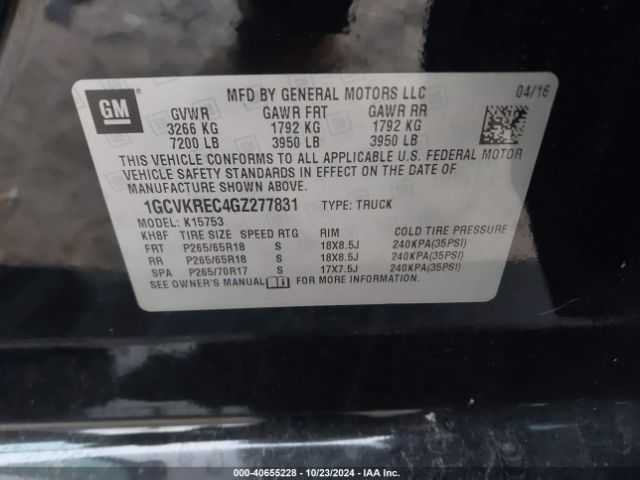 GM
MFD BY GENERAL MOTORS LLC 04/16
GVWR GAWR FRT GAWR RR
3266 KG 1792 KG 1792 KG
7200 LB 3950 LB 3950 LB
THIS VEHICLE CONFORMS TO ALL APPLICABLE U.S. FEDERAL MOTOR
VEHICLE SAFETY STANDARDS IN EFFECT ON THE DATE OF
MANUFACTURE SHOWN ABOVE.
1GCVKREC4GZ277831 TYPE: TRUCK
MODEL: K15753
KH8F TIRE SIZE SPEED RTG RIM COLD TIRE PRESSURE
FRT P265/65R18 S 18X8.5J 240KPA(35PSI)
RR P265/65R18 S 18X8.5J 240KPA(35PSI)
SPA P265/70R17 S 17X7.5J 240KPA(35PSI)
SEE OWNER'S MANUAL FOR MORE INFORMATION.
000-40655228 - 10/23/2024 - IAA Inc.